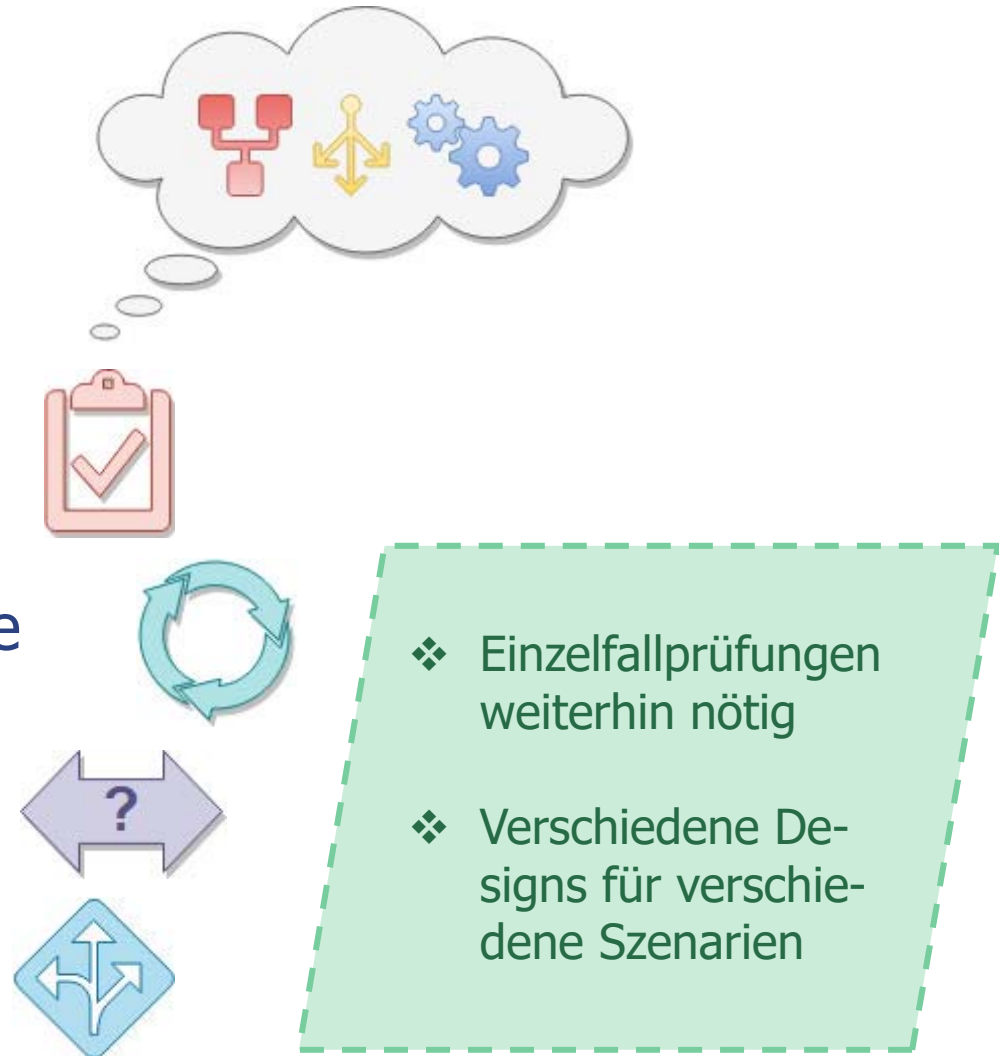 e
❖ Einzelfallprüfungen
weiterhin nötig
?
❖ Verschiedene De-
signs für verschie-
dene Szenarien